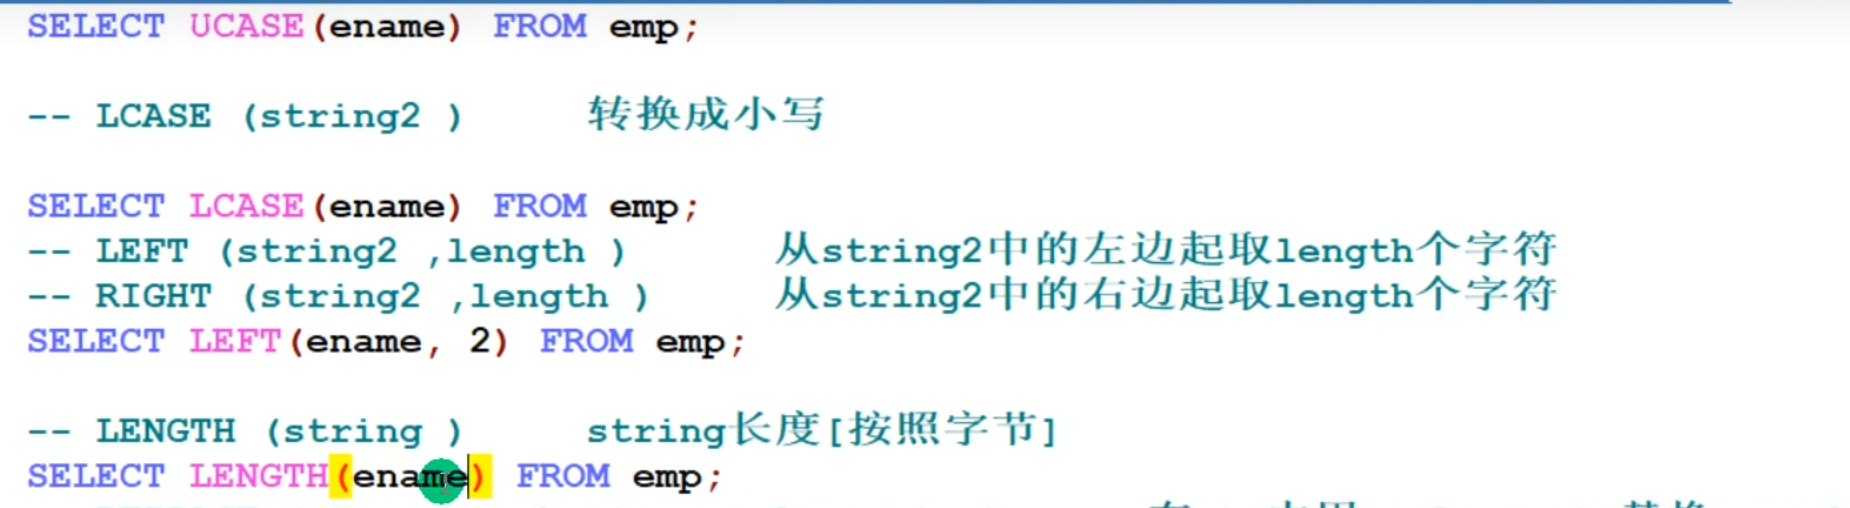 SELECT UCASE(ename) FROM emp;
-- LCASE (string2 ) 转换成小写
SELECT LCASE(ename) FROM emp;
-- LEFT (string2 ,length ) 从string2中的左边起取length个字符
-- RIGHT (string2 ,length ) 从string2中的右边起取length个字符
SELECT LEFT(ename, 2) FROM emp;
-- LENGTH (string ) string长度[按照字节]
SELECT LENGTH(ename) FROM emp;